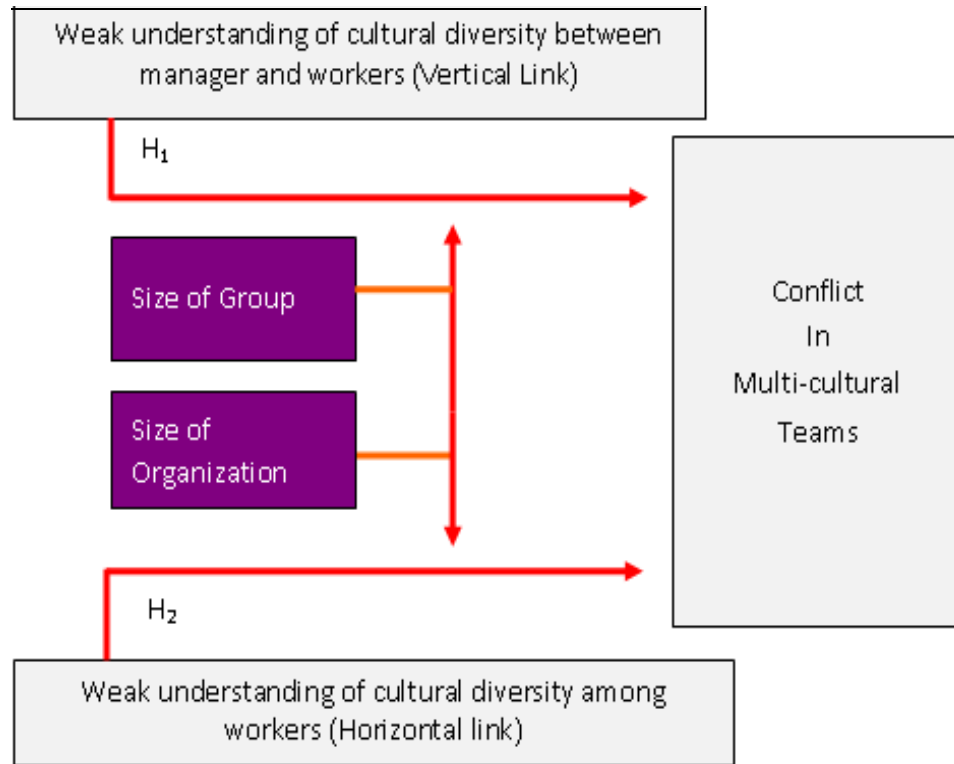 Weak understanding of cultural diversity between
manager and workers (Vertical Link)
H₁
Size of Group
Size of
Organization
Conflict
In
Multi-cultural
Teams
H₂
Weak understanding of cultural diversity among
workers (Horizontal link)